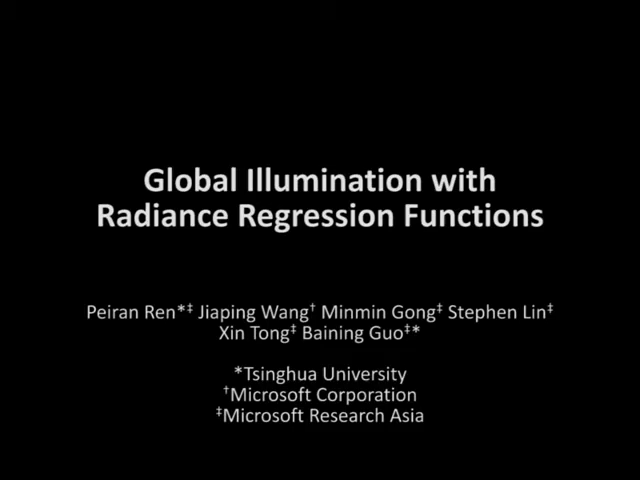 Global Illumination with
Radiance Regression Functions
Peiran Ren*‡ Jiaping Wang† Minmin Gong‡ Stephen Lin‡
Xin Tong‡ Baining Guo‡*
*Tsinghua University
†Microsoft Corporation
‡Microsoft Research Asia